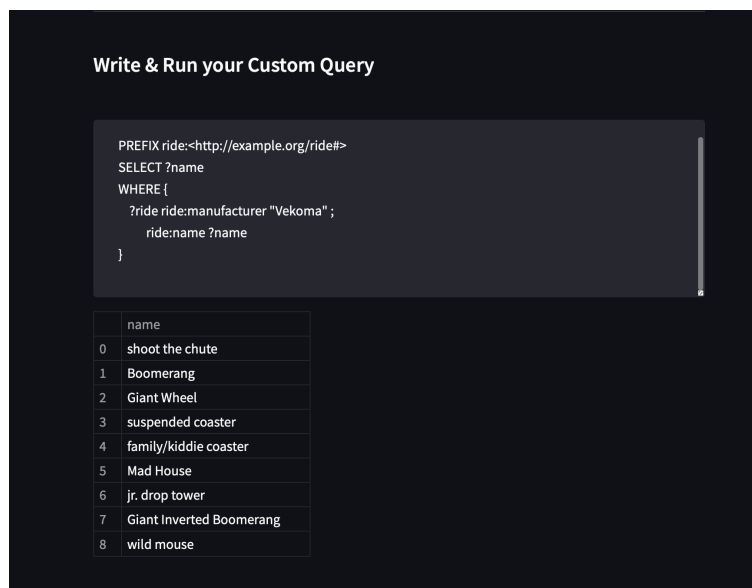 Write & Run your Custom Query
PREFIX ride:<http://example.org/ride#>
SELECT ?name
WHERE {
?ride ride:manufacturer "Vekoma" ;
ride:name ?name
}
name
0 shoot the chute
1 Boomerang
2 Giant Wheel
3 suspended coaster
4 family/kiddie coaster
5 Mad House
6 jr. drop tower
7 Giant Inverted Boomerang
8 wild mouse